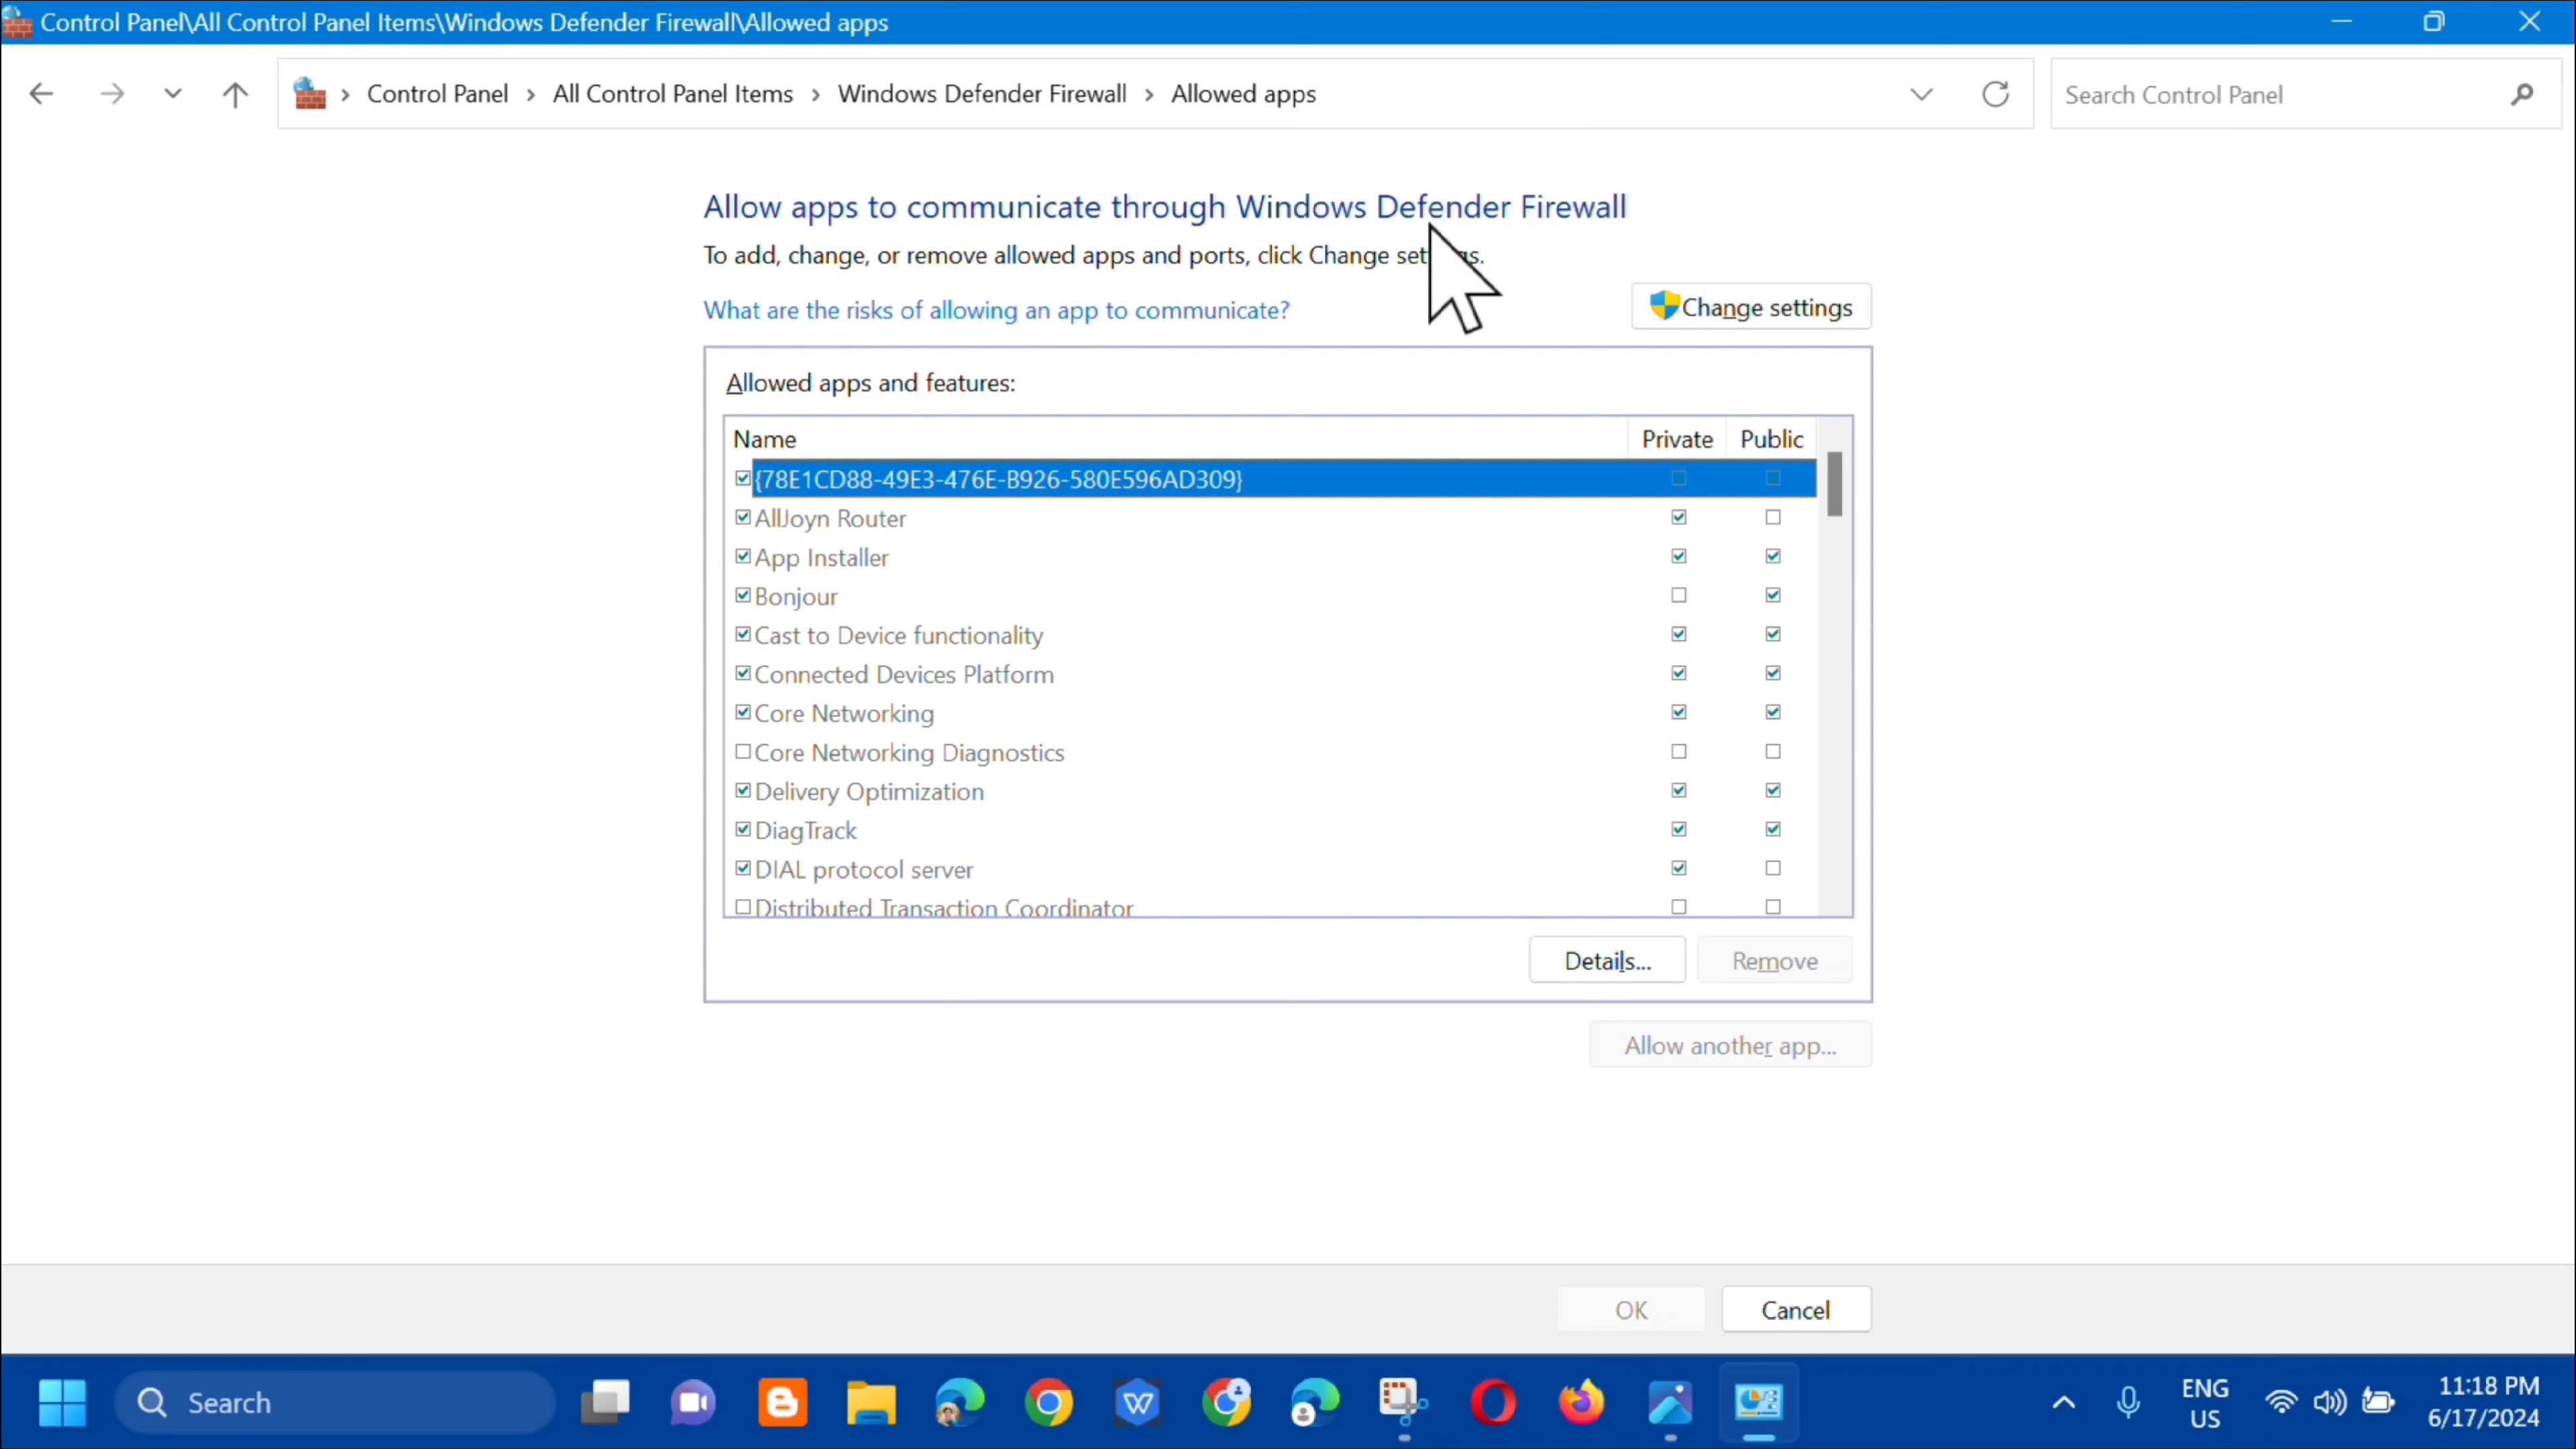 Control Panel\All Control Panel Items\Windows Defender Firewall\Allowed apps
Control Panel > All Control Panel Items > Windows Defender Firewall > Allowed apps
Search Control Panel
Allow apps to communicate through Windows Defender Firewall
To add, change, or remove allowed apps and ports, click Change settings.
What are the risks of allowing an app to communicate?
Change settings
Allowed apps and features:
Name Private Public
{78E1CD88-49E3-476E-B926-580E596AD309}
AllJoyn Router
App Installer
Bonjour
Cast to Device functionality
Connected Devices Platform
Core Networking
Core Networking Diagnostics
Delivery Optimization
DiagTrack
DIAL protocol server
Distributed Transaction Coordinator
Details... Remove
Allow another app...
OK Cancel
Search
ENG
US
11:18 PM
6/17/2024